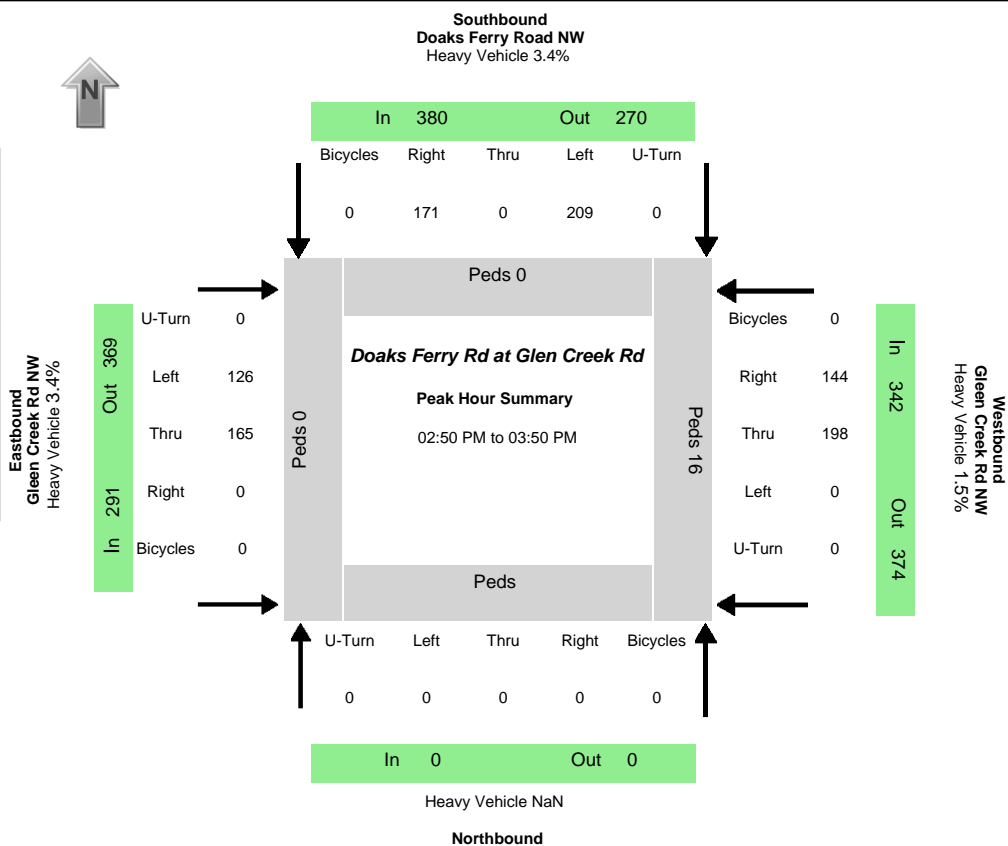 Southbound
Doaks Ferry Road NW
Heavy Vehicle 3.4%
N
In 380 Out 270
Bicycles Right Thru Left U-Turn
0 171 0 209 0
Peds 0
Eastbound
Gleen Creek Rd NW
Heavy Vehicle 3.4%
In 291 Out 369
U-Turn 0
Left 126
Thru 165
Right 0
Bicycles 0
Peds 0
Doaks Ferry Rd at Glen Creek Rd
Peak Hour Summary
02:50 PM to 03:50 PM
Peds 16
Bicycles 0
Right 144
Thru 198
Left 0
U-Turn 0
In 342 Out 374
Westbound
Gleen Creek Rd NW
Heavy Vehicle 1.5%
Peds
U-Turn Left Thru Right Bicycles
0 0 0 0 0
In 0 Out 0
Heavy Vehicle NaN
Northbound